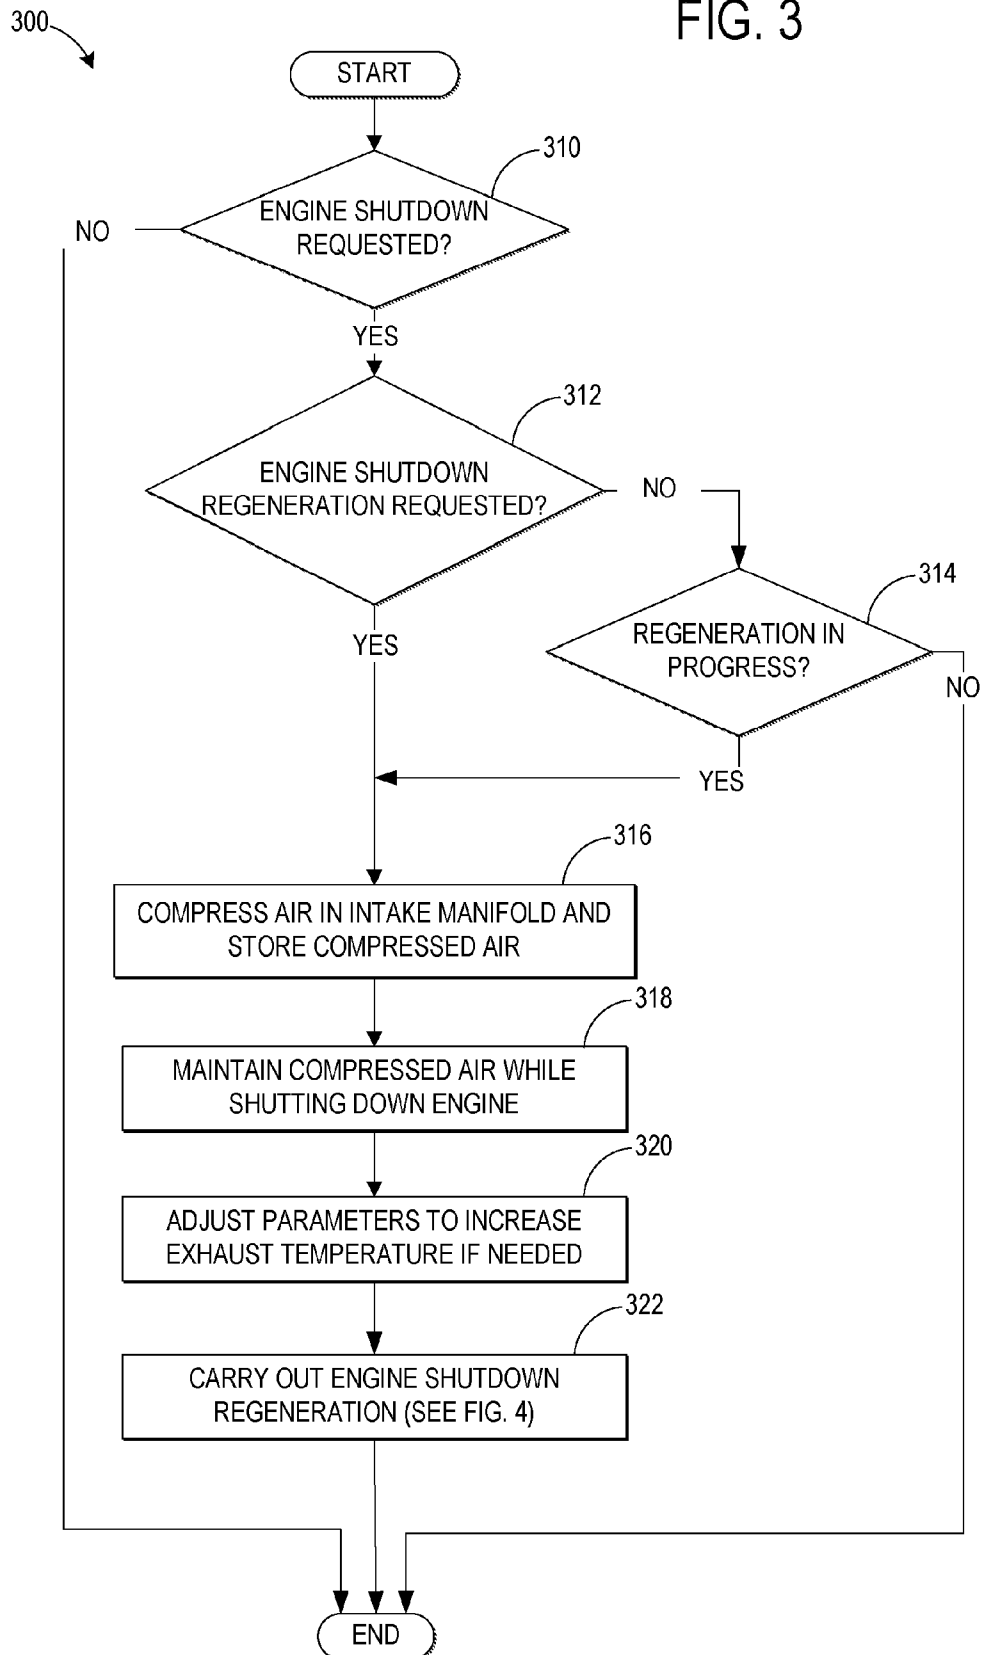 FIG. 3
300
START
310
ENGINE SHUTDOWN
REQUESTED?
NO
YES
312
ENGINE SHUTDOWN
REGENERATION REQUESTED?
NO
314
REGENERATION IN
PROGRESS?
NO
YES
YES
316
COMPRESS AIR IN INTAKE MANIFOLD AND
STORE COMPRESSED AIR
318
MAINTAIN COMPRESSED AIR WHILE
SHUTTING DOWN ENGINE
320
ADJUST PARAMETERS TO INCREASE
EXHAUST TEMPERATURE IF NEEDED
322
CARRY OUT ENGINE SHUTDOWN
REGENERATION (SEE FIG. 4)
END